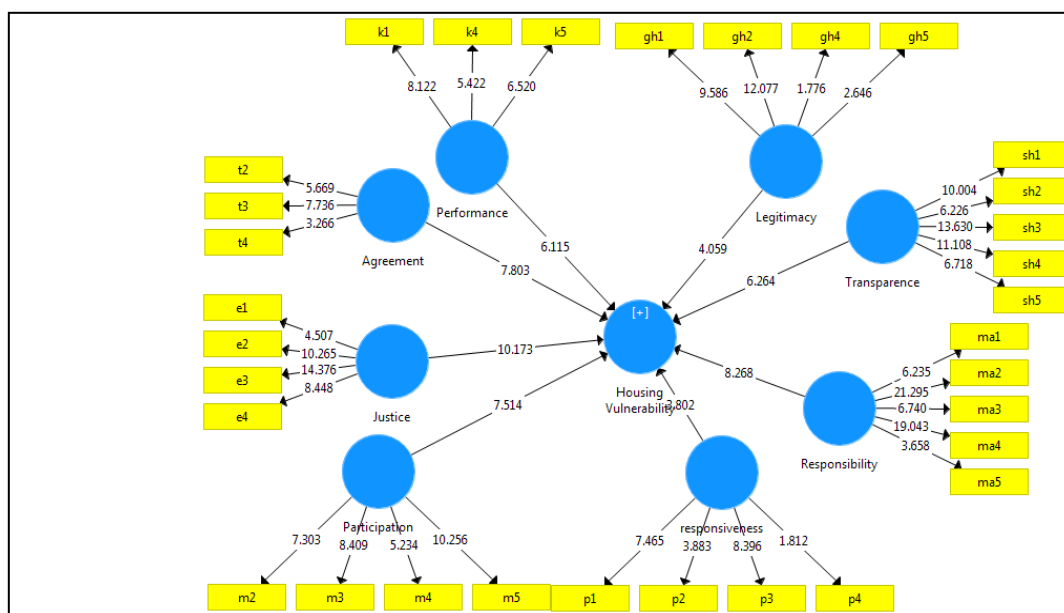 k1
k4
k5
8.122
5.422
6.520
Performance
6.115
gh1
gh2
gh4
gh5
9.586
12.077
1.776
2.646
Legitimacy
4.059
t2
t3
t4
5.669
7.736
3.266
Agreement
7.803
sh1
sh2
sh3
sh4
sh5
10.004
6.226
13.630
11.108
6.718
Transparence
6.264
e1
e2
e3
e4
4.507
10.265
14.376
8.448
Justice
10.173
[+]
Housing
Vulnerability
ma1
ma2
ma3
ma4
ma5
6.235
21.295
6.740
19.043
3.658
Responsibility
8.268
Participation
7.514
7.303
8.409
5.234
10.256
m2
m3
m4
m5
responsiveness
3.802
7.465
3.883
8.396
1.812
p1
p2
p3
p4